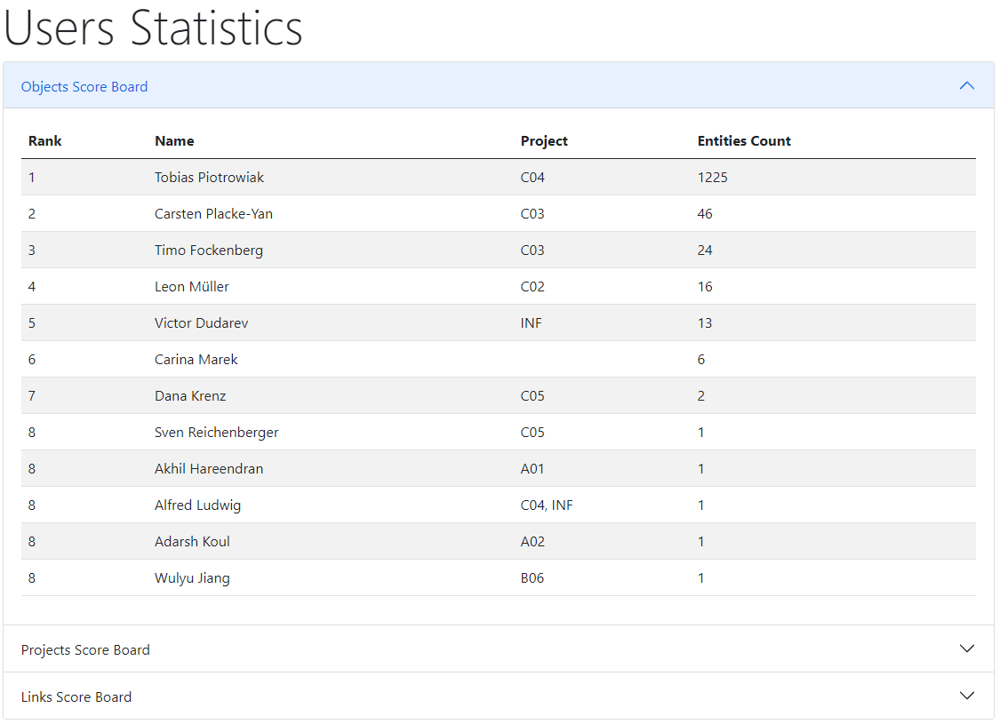 Users Statistics
Objects Score Board
Rank Name Project Entities Count
1 Tobias Piotrowiak C04 1225
2 Carsten Placke-Yan C03 46
3 Timo Fockenberg C03 24
4 Leon Müller C02 16
5 Victor Dudarev INF 13
6 Carina Marek 6
7 Dana Krenz C05 2
8 Sven Reichenberger C05 1
8 Akhil Hareendran A01 1
8 Alfred Ludwig C04, INF 1
8 Adarsh Koul A02 1
8 Wulyu Jiang B06 1
Projects Score Board
Links Score Board